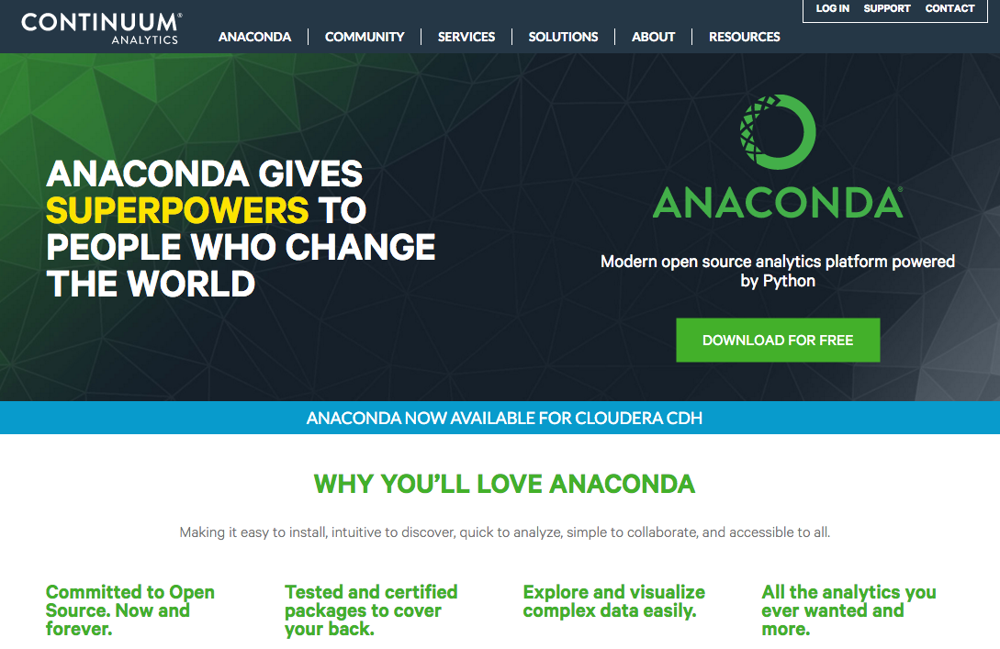 CONTINUUM®
ANALYTICS
LOG IN SUPPORT CONTACT
ANACONDA COMMUNITY SERVICES SOLUTIONS ABOUT RESOURCES
ANACONDA GIVES
SUPERPOWERS TO
PEOPLE WHO CHANGE
THE WORLD
ANACONDA®
Modern open source analytics platform powered
by Python
DOWNLOAD FOR FREE
ANACONDA NOW AVAILABLE FOR CLOUDERA CDH
WHY YOU’LL LOVE ANACONDA
Making it easy to install, intuitive to discover, quick to analyze, simple to collaborate, and accessible to all.
Committed to Open
Source. Now and
forever.
Tested and certified
packages to cover
your back.
Explore and visualize
complex data easily.
All the analytics you
ever wanted and
more.